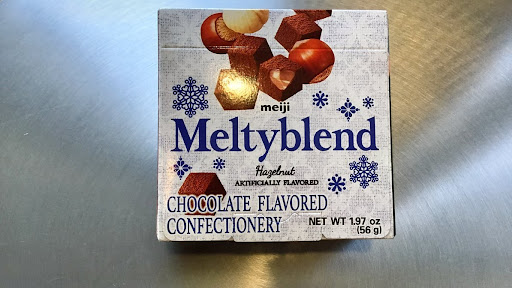 meiji
Meltyblend
Hazelnut
ARTIFICIALLY FLAVORED
CHOCOLATE FLAVORED
CONFECTIONERY
NET WT 1.97 oz
(56 g)